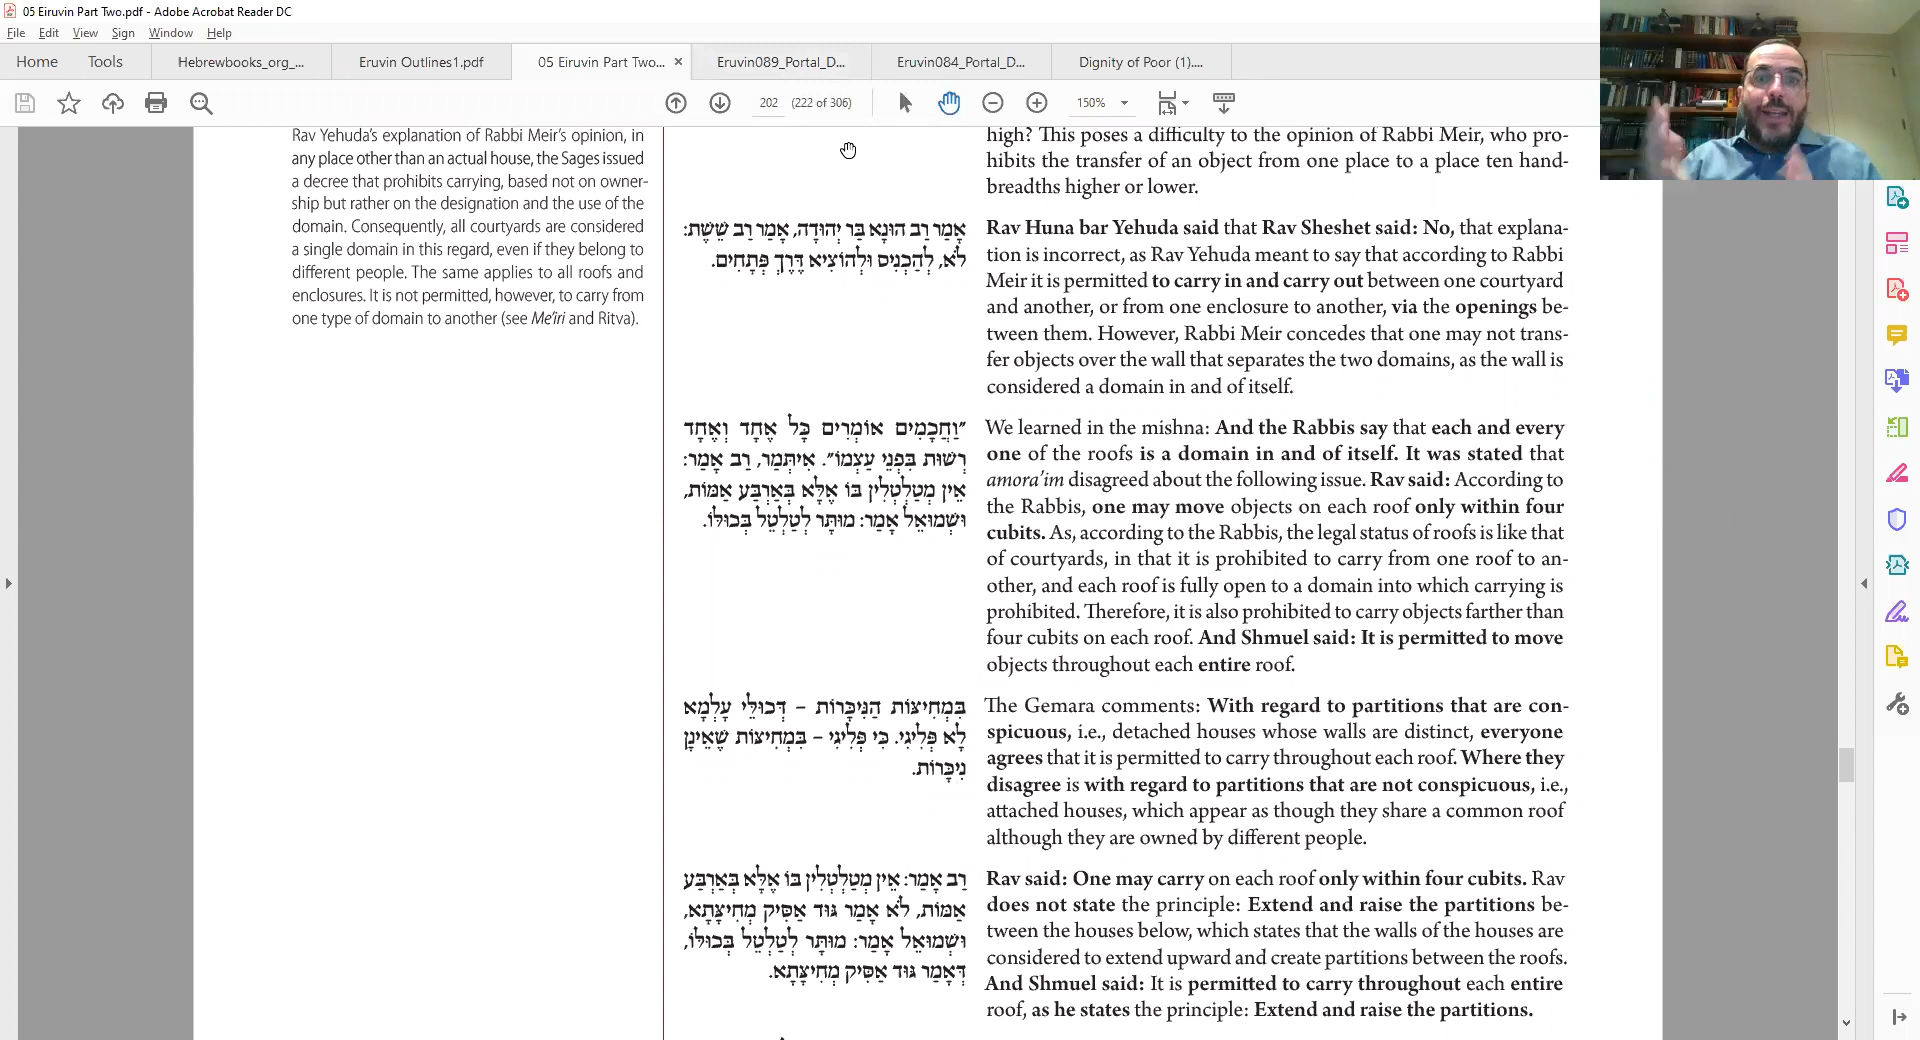 05 Eiruvin Part Two.pdf - Adobe Acrobat Reader DC
File Edit View Sign Window Help
Home Tools Hebrewbooks_org_... Eruvin Outlines1.pdf 05 Eiruvin Part Two... × Eruvin089_Portal_D... Eruvin084_Portal_D... Dignity of Poor (1)....
202 (222 of 306) 150%
Rav Yehuda's explanation of Rabbi Meir's opinion, in
any place other than an actual house, the Sages issued
a decree that prohibits carrying, based not on owner-
ship but rather on the designation and the use of the
domain. Consequently, all courtyards are considered
a single domain in this regard, even if they belong to
different people. The same applies to all roofs and
enclosures. It is not permitted, however, to carry from
one type of domain to another (see Me'iri and Ritva).
high? This poses a difficulty to the opinion of Rabbi Meir, who pro-
hibits the transfer of an object from one place to a place ten hand-
breadths higher or lower.
אָמַר רַב הוּנָא בַּר יְהוּדָה, אָמַר רַב שֵׁשֶׁת:
לֹא, לְהַכְנִיס וּלְהוֹצִיא דֶּרֶךְ פְּתָחִים.
Rav Huna bar Yehuda said that Rav Sheshet said: No, that explana-
tion is incorrect, as Rav Yehuda meant to say that according to Rabbi
Meir it is permitted to carry in and carry out between one courtyard
and another, or from one enclosure to another, via the openings be-
tween them. However, Rabbi Meir concedes that one may not trans-
fer objects over the wall that separates the two domains, as the wall is
considered a domain in and of itself.
״וַחֲכָמִים אוֹמְרִים כָּל אֶחָד וְאֶחָד
רְשׁוּת בִּפְנֵי עַצְמוֹ״. אִיתְּמַר, רַב אָמַר:
אֵין מְטַלְטְלִין בּוֹ אֶלָּא בְּאַרְבַּע אַמּוֹת,
וּשְׁמוּאֵל אָמַר: מוּתָּר לְטַלְטֵל בְּכוּלּוֹ.
We learned in the mishna: And the Rabbis say that each and every
one of the roofs is a domain in and of itself. It was stated that
amora'im disagreed about the following issue. Rav said: According to
the Rabbis, one may move objects on each roof only within four
cubits. As, according to the Rabbis, the legal status of roofs is like that
of courtyards, in that it is prohibited to carry from one roof to an-
other, and each roof is fully open to a domain into which carrying is
prohibited. Therefore, it is also prohibited to carry objects farther than
four cubits on each roof. And Shmuel said: It is permitted to move
objects throughout each entire roof.
בִּמְחִיצּוֹת הַנִּיכָּרוֹת – דְּכוּלֵּי עָלְמָא
לָא פְּלִיגִי. כִּי פְּלִיגִי – בִּמְחִיצּוֹת שֶׁאֵינָן
נִיכָּרוֹת.
The Gemara comments: With regard to partitions that are con-
spicuous, i.e., detached houses whose walls are distinct, everyone
agrees that it is permitted to carry throughout each roof. Where they
disagree is with regard to partitions that are not conspicuous, i.e.,
attached houses, which appear as though they share a common roof
although they are owned by different people.
רַב אָמַר: אֵין מְטַלְטְלִין בּוֹ אֶלָּא בְּאַרְבַּע
אַמּוֹת, לֹא אָמַר גּוּד אַסֵּיק מְחִיצָּתָא,
וּשְׁמוּאֵל אָמַר: מוּתָּר לְטַלְטֵל בְּכוּלּוֹ,
דְּאָמַר גּוּד אַסֵּיק מְחִיצָּתָא.
Rav said: One may carry on each roof only within four cubits. Rav
does not state the principle: Extend and raise the partitions be-
tween the houses below, which states that the walls of the houses are
considered to extend upward and create partitions between the roofs.
And Shmuel said: It is permitted to carry throughout each entire
roof, as he states the principle: Extend and raise the partitions.